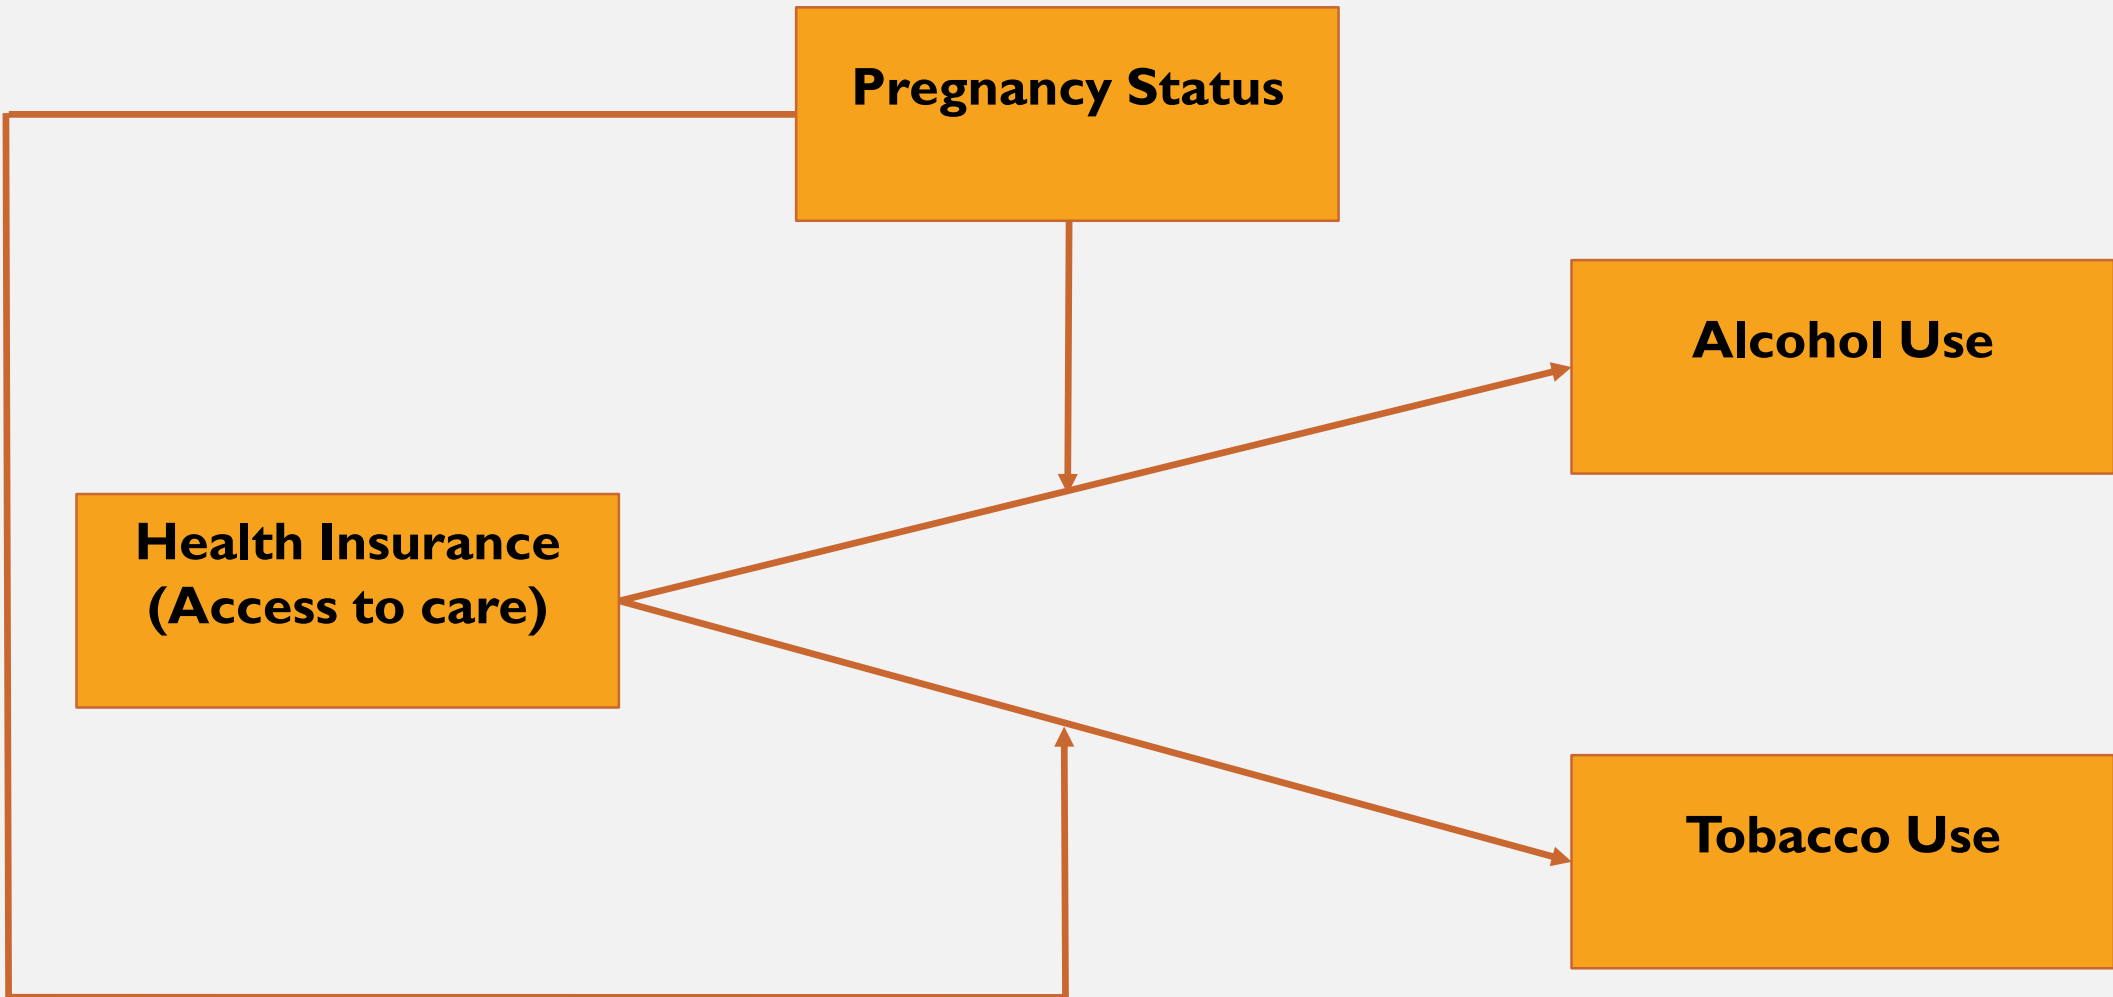 Pregnancy Status
Alcohol Use
Health Insurance
(Access to care)
Tobacco Use